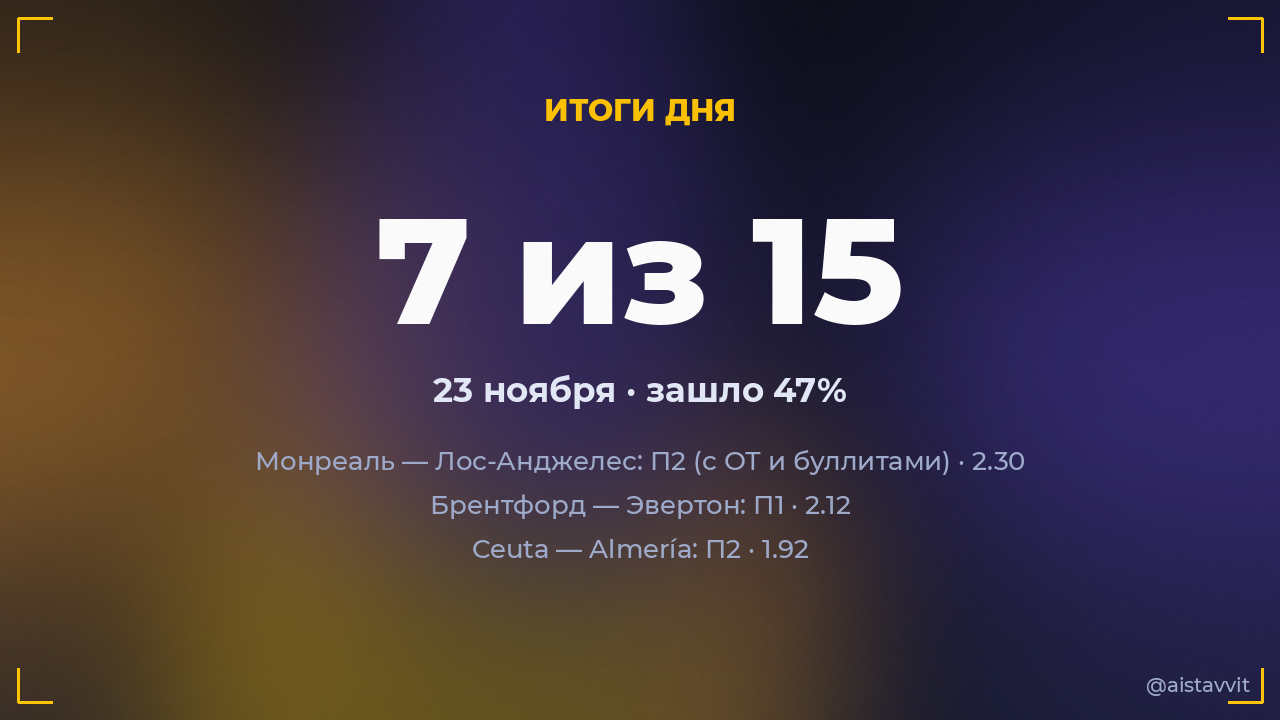 ИТОГИ ДНЯ
7 из 15
23 ноября · зашло 47%
Монреаль — Лос-Анджелес: П2 (с ОТ и буллитами) · 2.30
Брентфорд — Эвертон: П1 · 2.12
Ceuta — Almería: П2 · 1.92
@aistavvit